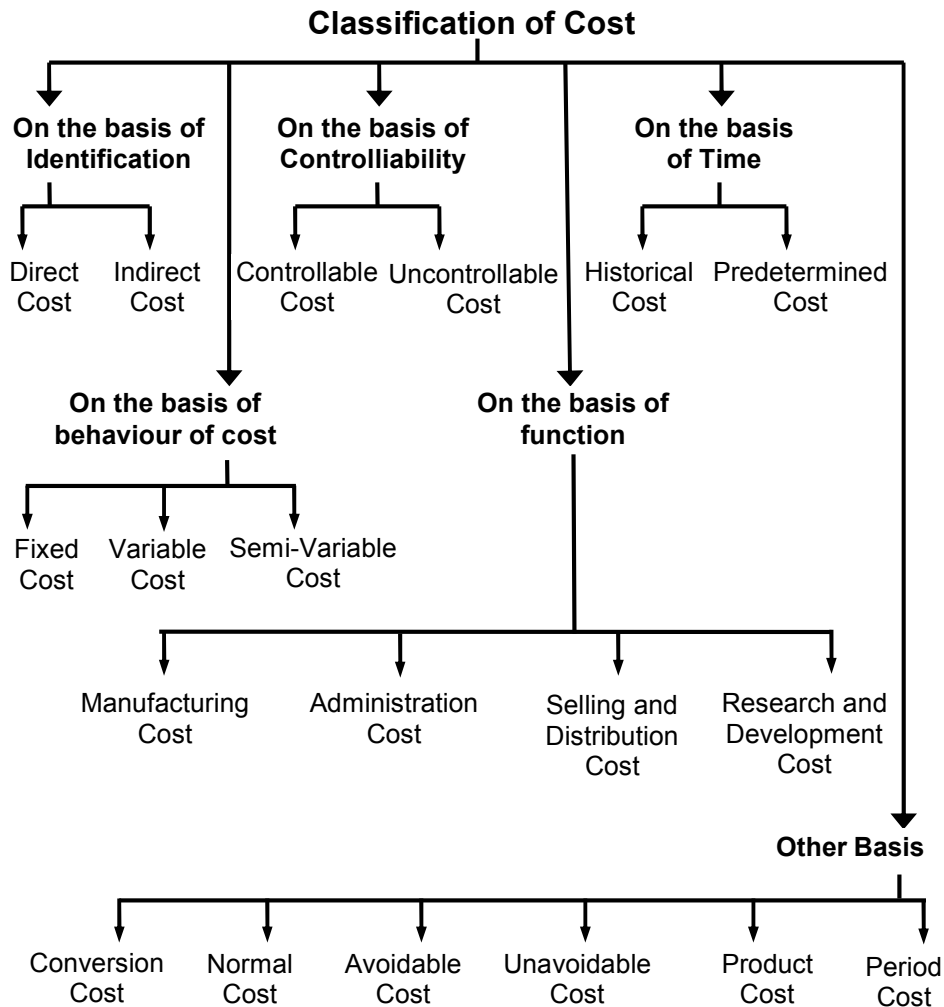 Classification of Cost
On the basis of
Identification
On the basis of
Controlliability
On the basis
of Time
Direct
Cost
Indirect
Cost
Controllable
Cost
Uncontrollable
Cost
Historical
Cost
Predetermined
Cost
On the basis of
behaviour of cost
On the basis of
function
Fixed
Cost
Variable
Cost
Semi-Variable
Cost
Manufacturing
Cost
Administration
Cost
Selling and
Distribution
Cost
Research and
Development
Cost
Other Basis
Conversion
Cost
Normal
Cost
Avoidable
Cost
Unavoidable
Cost
Product
Cost
Period
Cost